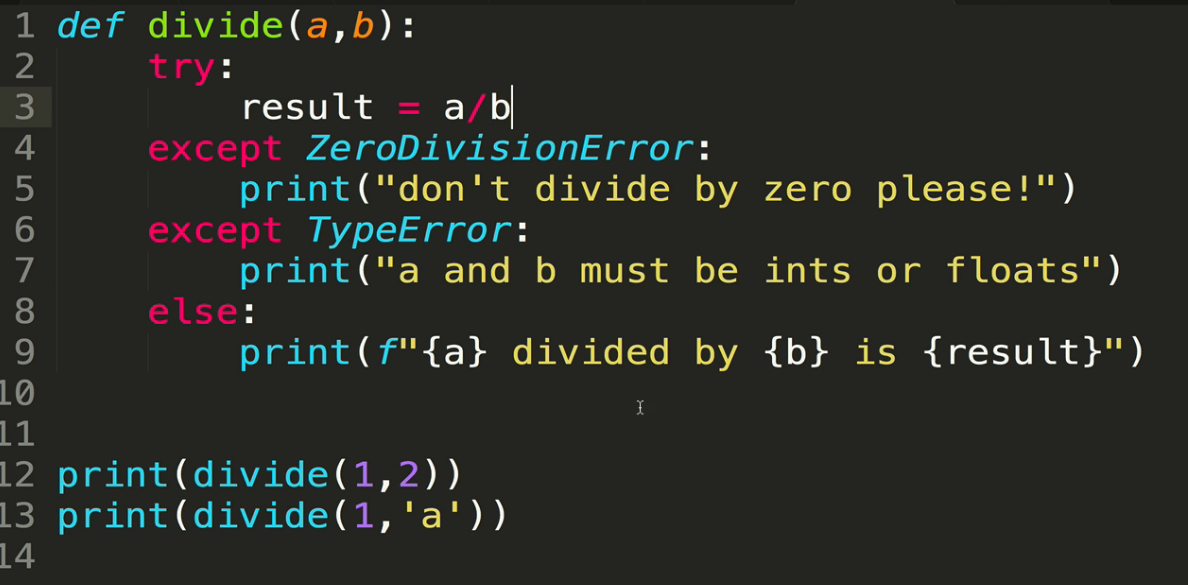 1 def divide(a,b):
2     try:
3         result = a/b
4     except ZeroDivisionError:
5         print("don't divide by zero please!")
6     except TypeError:
7         print("a and b must be ints or floats")
8     else:
9         print(f"{a} divided by {b} is {result}")
10
11
12 print(divide(1,2))
13 print(divide(1,'a'))
14